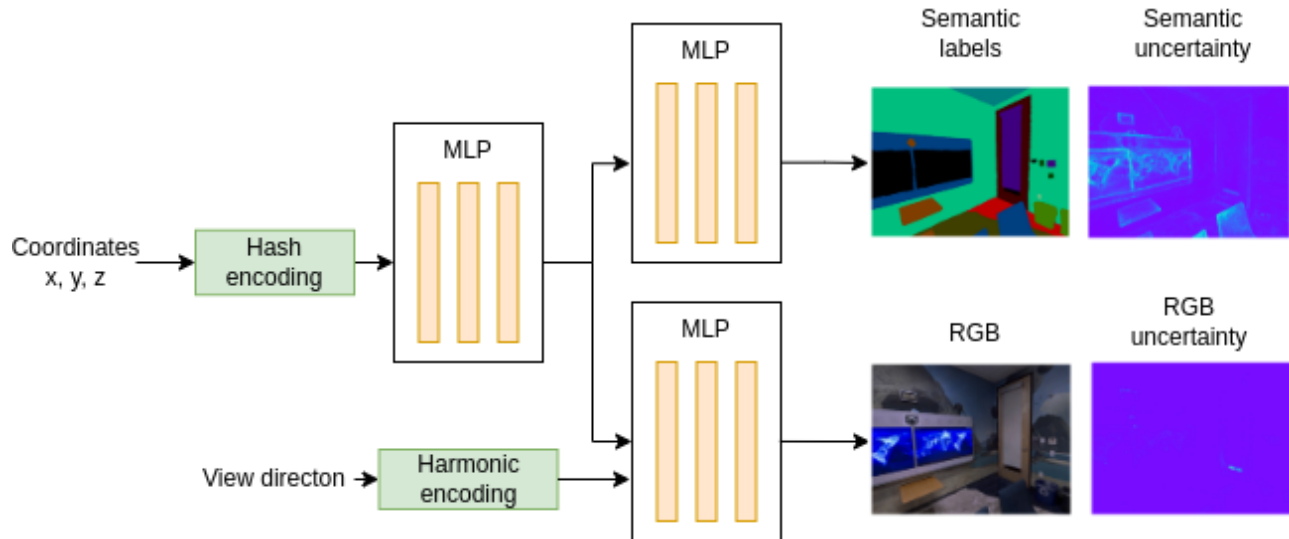 Semantic
labels
Semantic
uncertainty
MLP
MLP
Coordinates
x, y, z
Hash
encoding
MLP
RGB
RGB
uncertainty
View directon
Harmonic
encoding